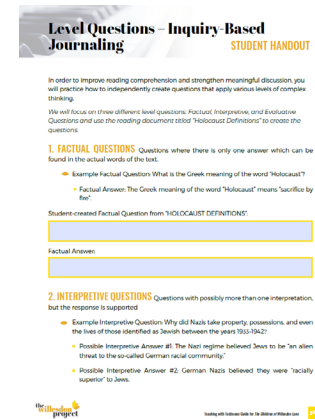 Level Questions – Inquiry-Based
Journaling
STUDENT HANDOUT
In order to improve reading comprehension and strengthen meaningful discussion, you
will practice how to independently create questions that apply various levels of complex
thinking.
We will focus on three different level questions: Factual, Interpretive, and Evaluative
Questions and use the reading document titled "Holocaust Definitions" to create the
questions.
1. FACTUAL QUESTIONS Questions where there is only one answer which can be
found in the actual words of the text.
Example Factual Question: What is the Greek meaning of the word "Holocaust"?
• Factual Answer: The Greek meaning of the word "Holocaust" means "sacrifice by
fire".
Student-created Factual Question from "HOLOCAUST DEFINITIONS":
Factual Answer:
2. INTERPRETIVE QUESTIONS Questions with possibly more than one interpretation,
but the response is supported
Example Interpretive Question: Why did Nazis take property, possessions, and even
the lives of those identified as Jewish between the years 1933-1942?
• Possible Interpretive Answer #1: The Nazi regime believed Jews to be "an alien
threat to the so-called German racial community."
• Possible Interpretive Answer #2: German Nazis believed they were "racially
superior" to Jews.
the
willesden
project
Teaching with Testimony Guide for The Children of Willesden Lane